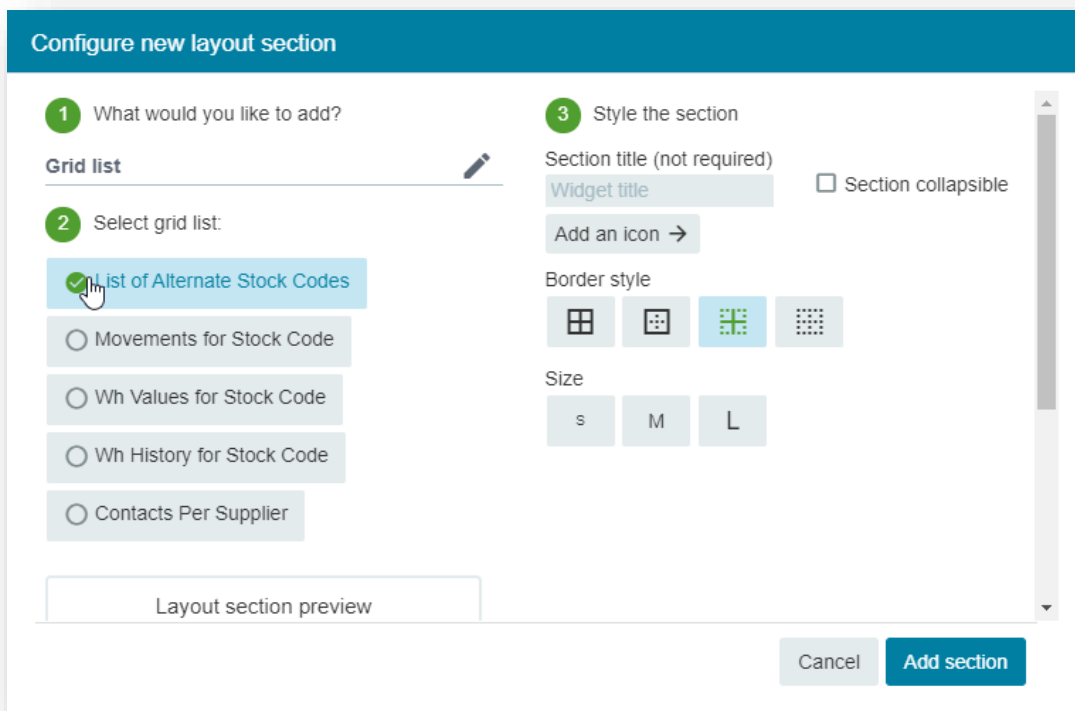 Configure new layout section
1 What would you like to add?
Grid list
2 Select grid list:
List of Alternate Stock Codes
Movements for Stock Code
Wh Values for Stock Code
Wh History for Stock Code
Contacts Per Supplier
Layout section preview
3 Style the section
Section title (not required)
Widget title
Section collapsible
Add an icon →
Border style
Size
S M L
Cancel Add section